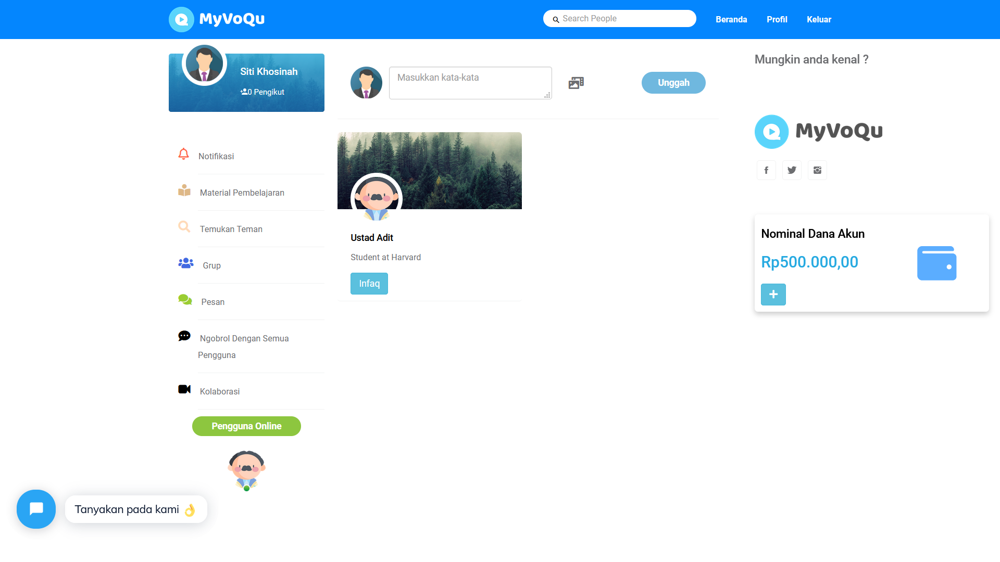 MyVoQu
Search People
Beranda
Profil
Keluar
Siti Khosinah
0 Pengikut
Notifikasi
Material Pembelajaran
Temukan Teman
Grup
Pesan
Ngobrol Dengan Semua
Pengguna
Kolaborasi
Pengguna Online
Tanyakan pada kami 👌
Masukkan kata-kata
Unggah
Ustad Adit
Student at Harvard
Infaq
Mungkin anda kenal ?
MyVoQu
Nominal Dana Akun
Rp500.000,00